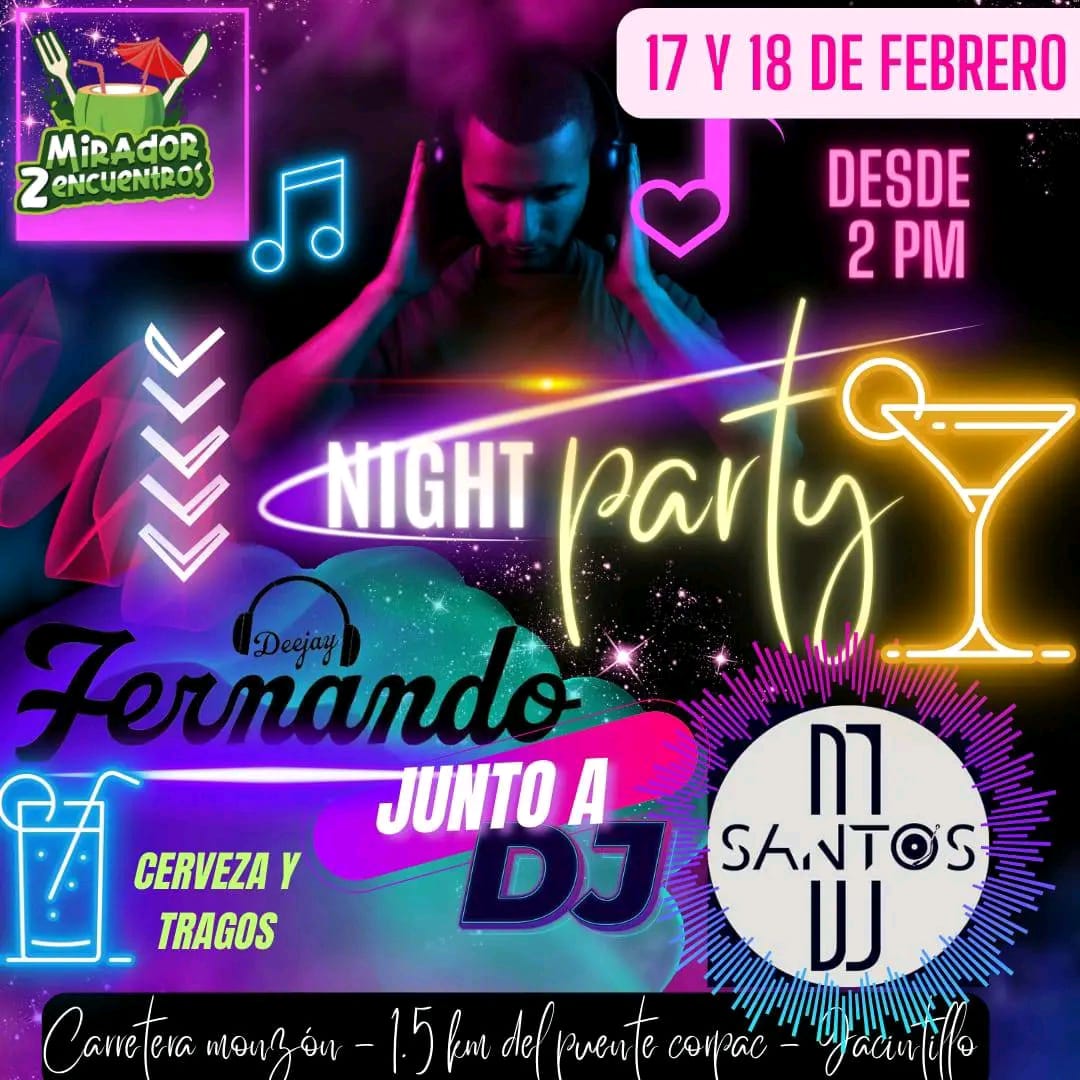 MiRAdOR
2 ENCUENTROS
17 Y 18 DE FEBRERO
DESDE
2 PM
NIGHT party
Deejay
Fernando
JUNTO A
DJ
DJ
SANTOS
DJ
CERVEZA Y
TRAGOS
Carretera monzón - 1.5 km del puente corpac - Jacintillo